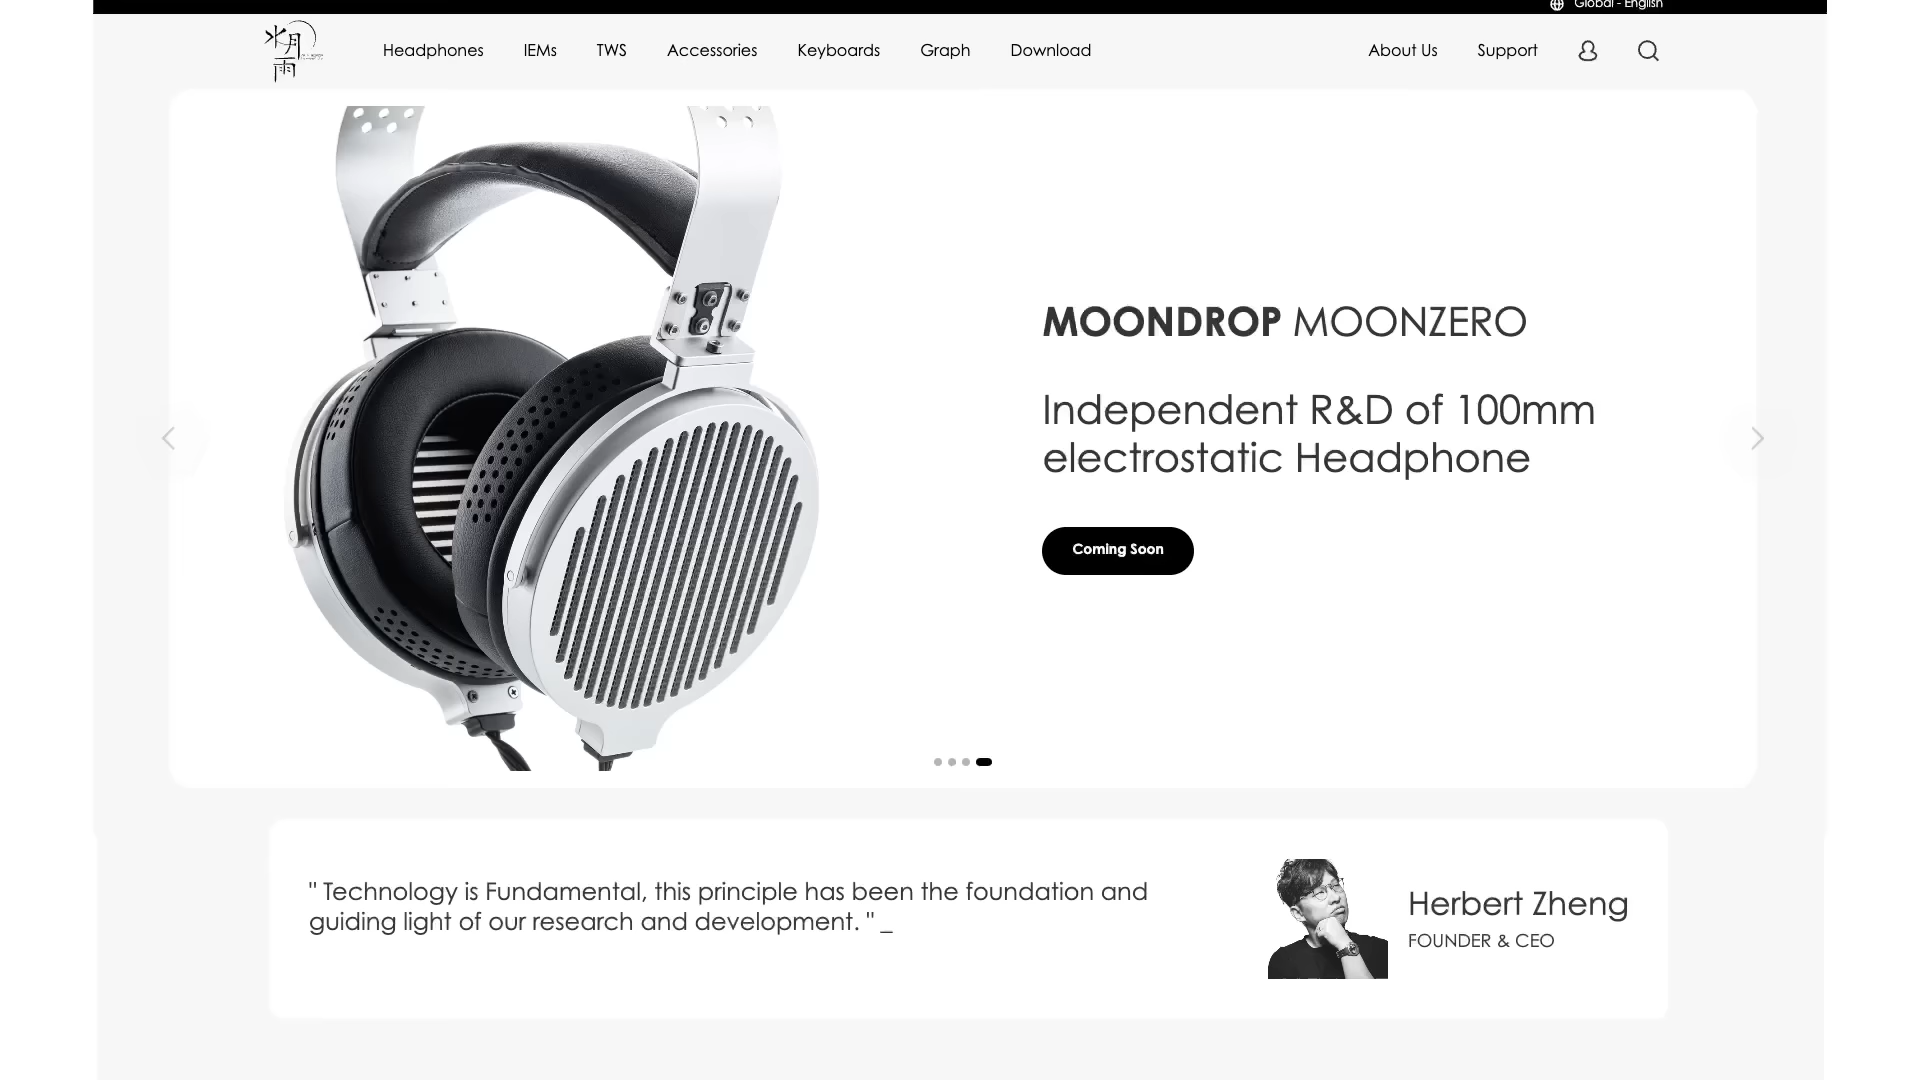 Global - English
水月雨
Headphones
IEMs
TWS
Accessories
Keyboards
Graph
Download
About Us
Support
MOONDROP MOONZERO
Independent R&D of 100mm
electrostatic Headphone
Coming Soon
" Technology is Fundamental, this principle has been the foundation and
guiding light of our research and development. " _
Herbert Zheng
FOUNDER & CEO